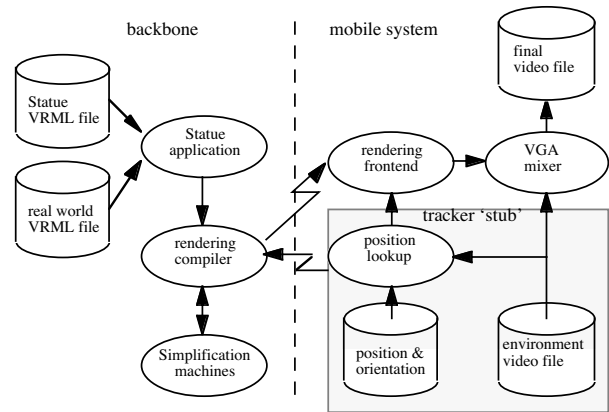 backbone
mobile system
final
video file
Statue
VRML file
Statue
application
rendering
frontend
VGA
mixer
real world
VRML file
tracker ‘stub’
rendering
compiler
position
lookup
Simplification
machines
position &
orientation
environment
video file